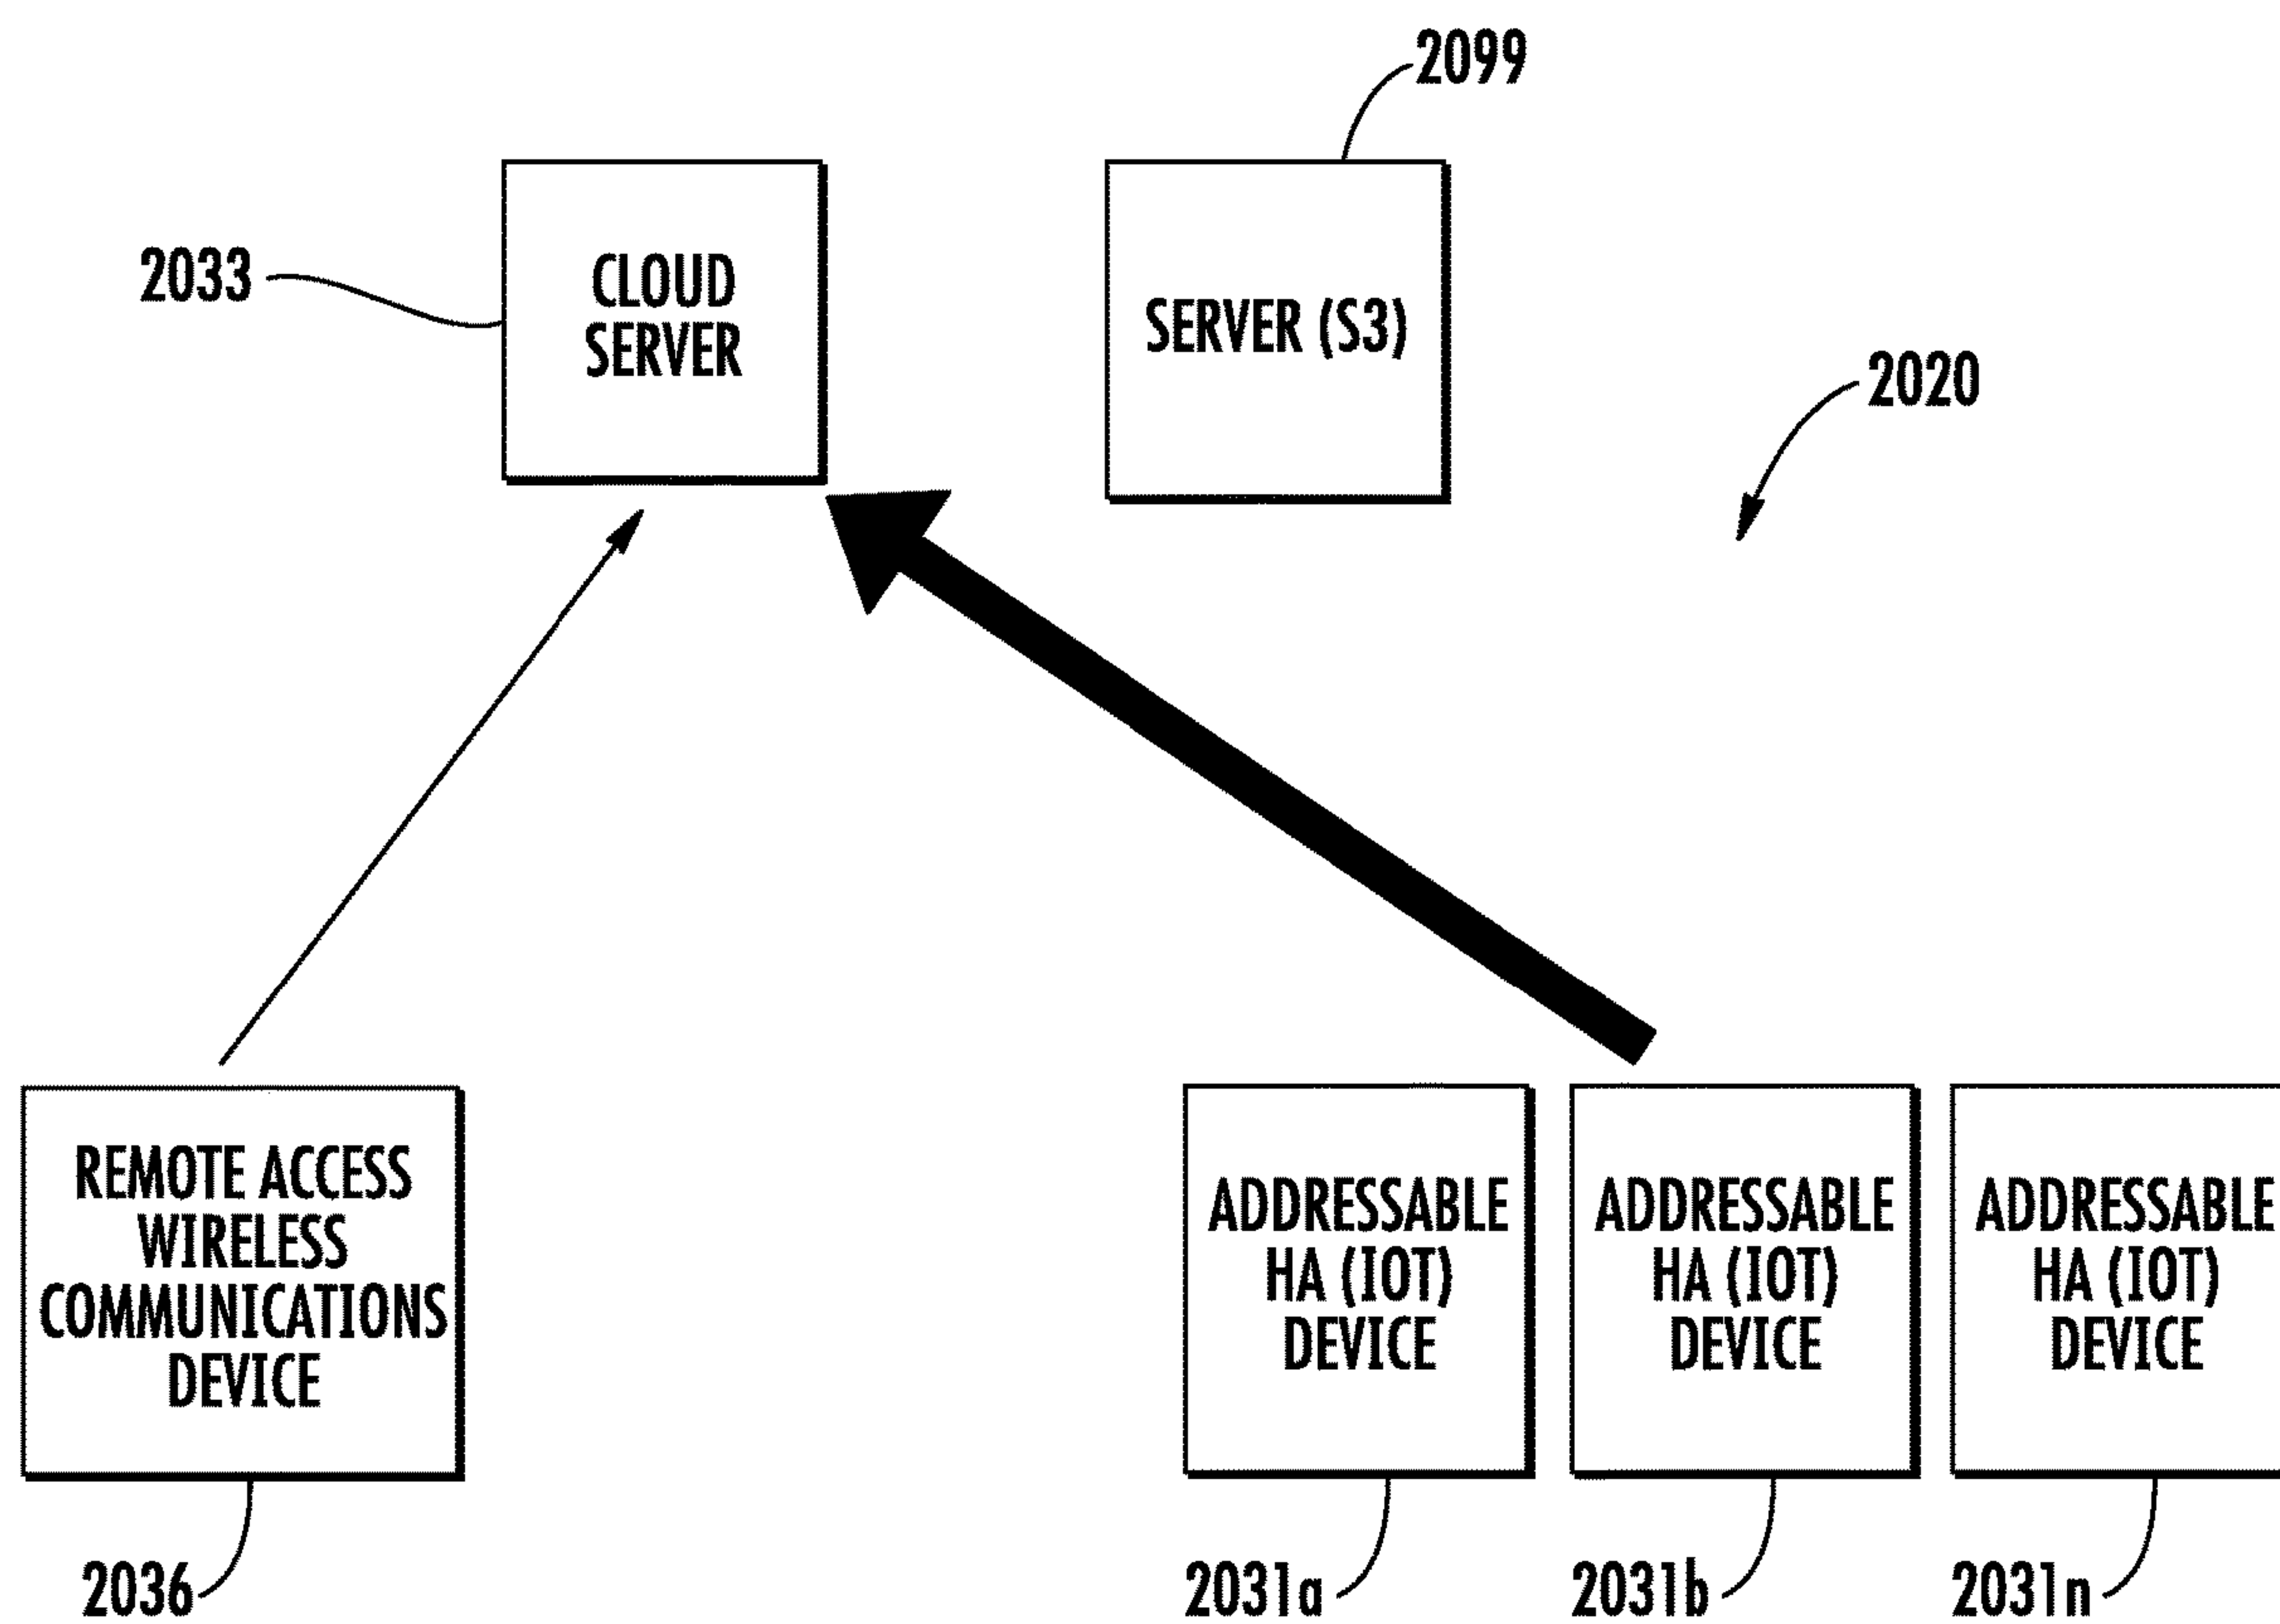 2099
2033
CLOUD
SERVER
SERVER (S3)
2020
REMOTE ACCESS
WIRELESS
COMMUNICATIONS
DEVICE
ADDRESSABLE
HA (IOT)
DEVICE
ADDRESSABLE
HA (IOT)
DEVICE
ADDRESSABLE
HA (IOT)
DEVICE
2036
2031a
2031b
2031n